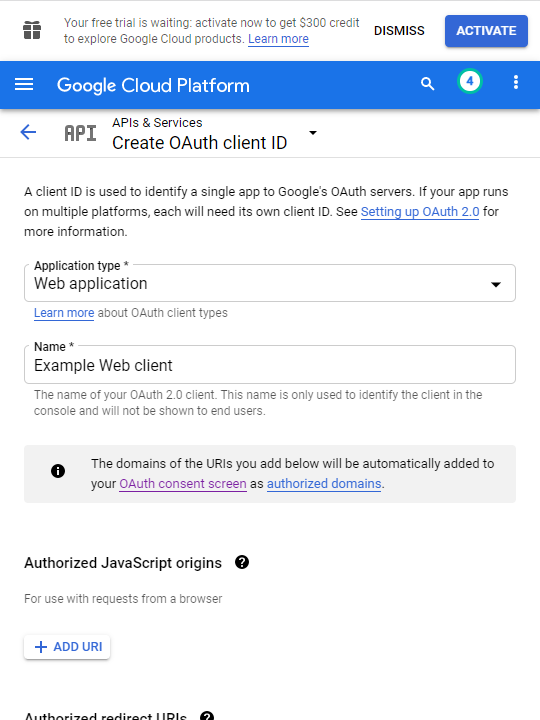 Your free trial is waiting: activate now to get $300 credit
to explore Google Cloud products. Learn more
DISMISS
ACTIVATE
Google Cloud Platform
4
API
APIs & Services
Create OAuth client ID
A client ID is used to identify a single app to Google's OAuth servers. If your app runs
on multiple platforms, each will need its own client ID. See Setting up OAuth 2.0 for
more information.
Application type *
Web application
Learn more about OAuth client types
Name *
Example Web client
The name of your OAuth 2.0 client. This name is only used to identify the client in the
console and will not be shown to end users.
The domains of the URIs you add below will be automatically added to
your OAuth consent screen as authorized domains.
Authorized JavaScript origins
For use with requests from a browser
ADD URI
Authorized redirect URIs